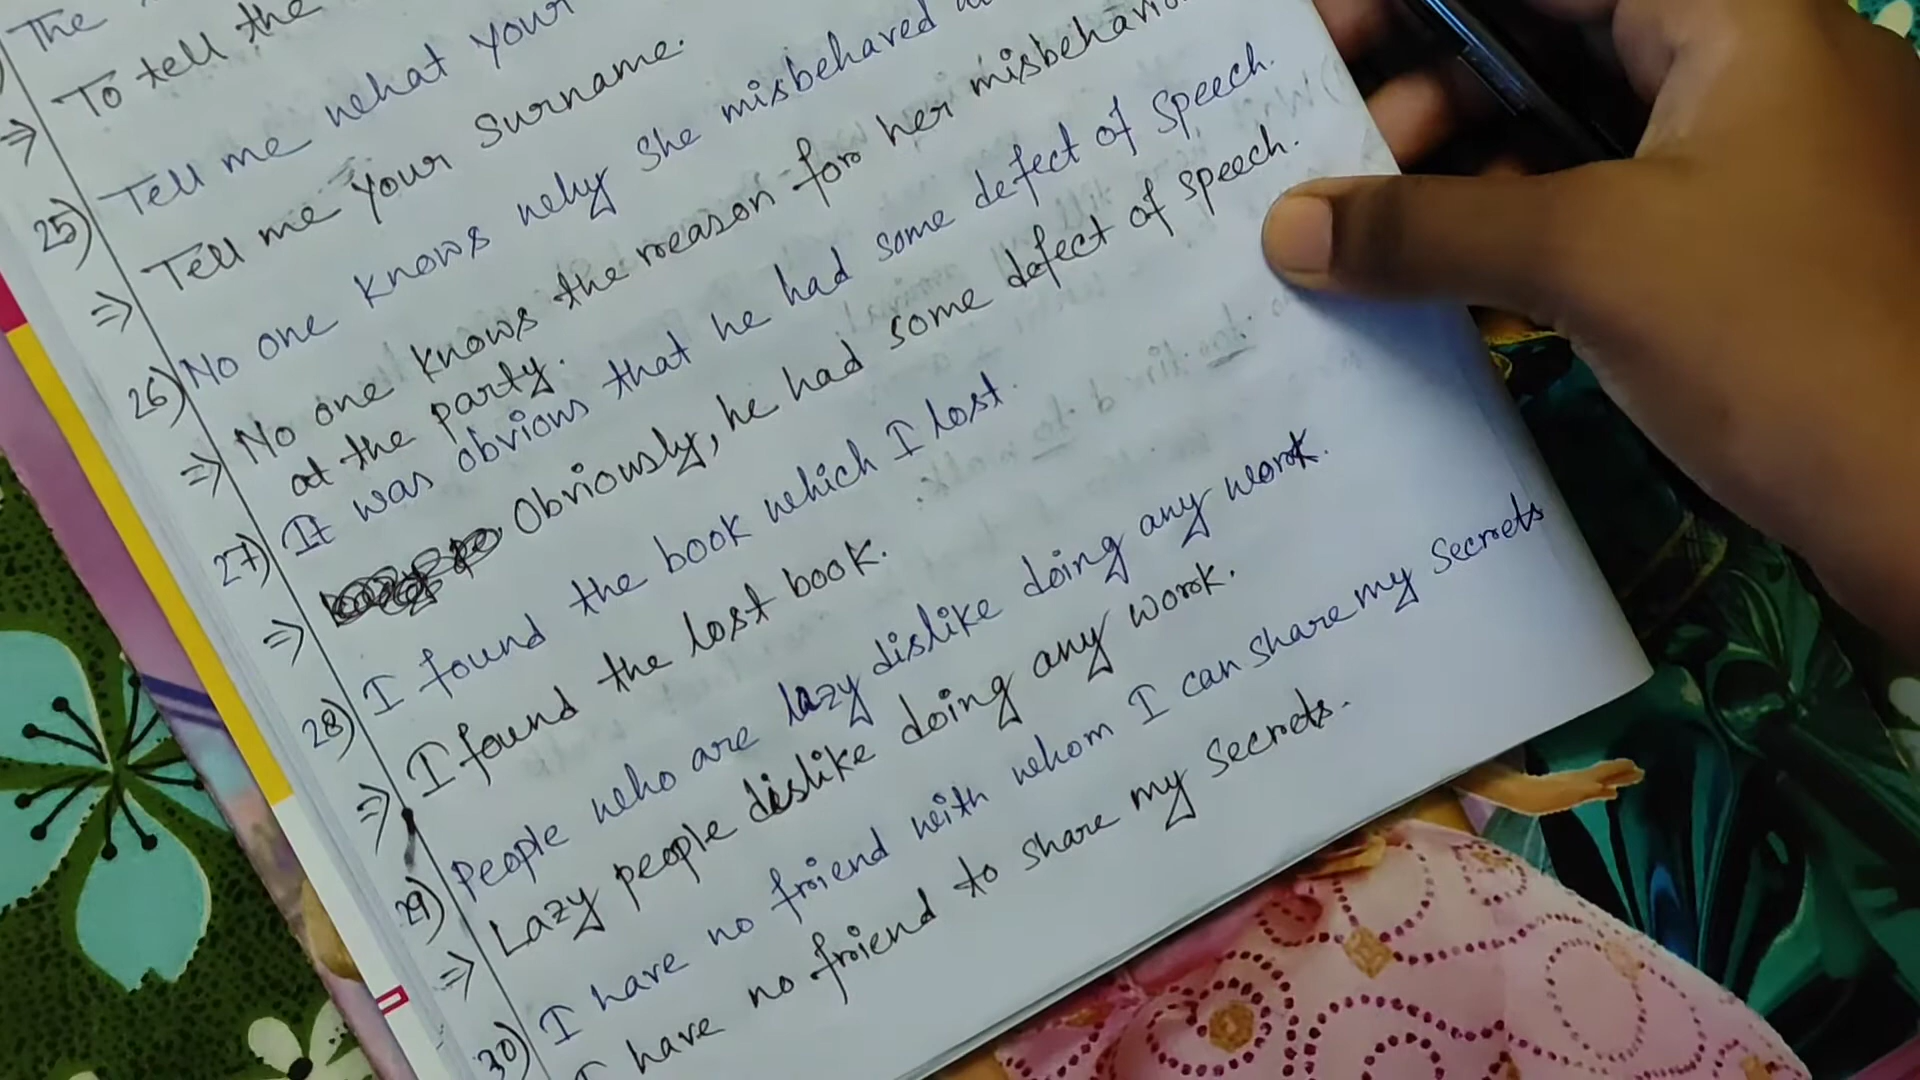 The
⇒ To tell the
25) Tell me what your
⇒ Tell me your surname.
26) No one knows why she misbehaved
⇒ No one knows the reason for her misbehavio
at the party.
27) It was obvious that he had some defect of speech.
⇒ Obviously, he had some defect of speech.
28) I found the book which I lost.
⇒ I found the lost book.
29) People who are lazy dislike doing any work.
⇒ Lazy people dislike doing any work.
30) I have no friend with whom I can share my secrets
I have no friend to share my secrets.